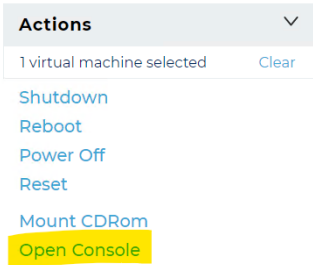 Actions
1 virtual machine selected Clear
Shutdown
Reboot
Power Off
Reset
Mount CDRom
Open Console